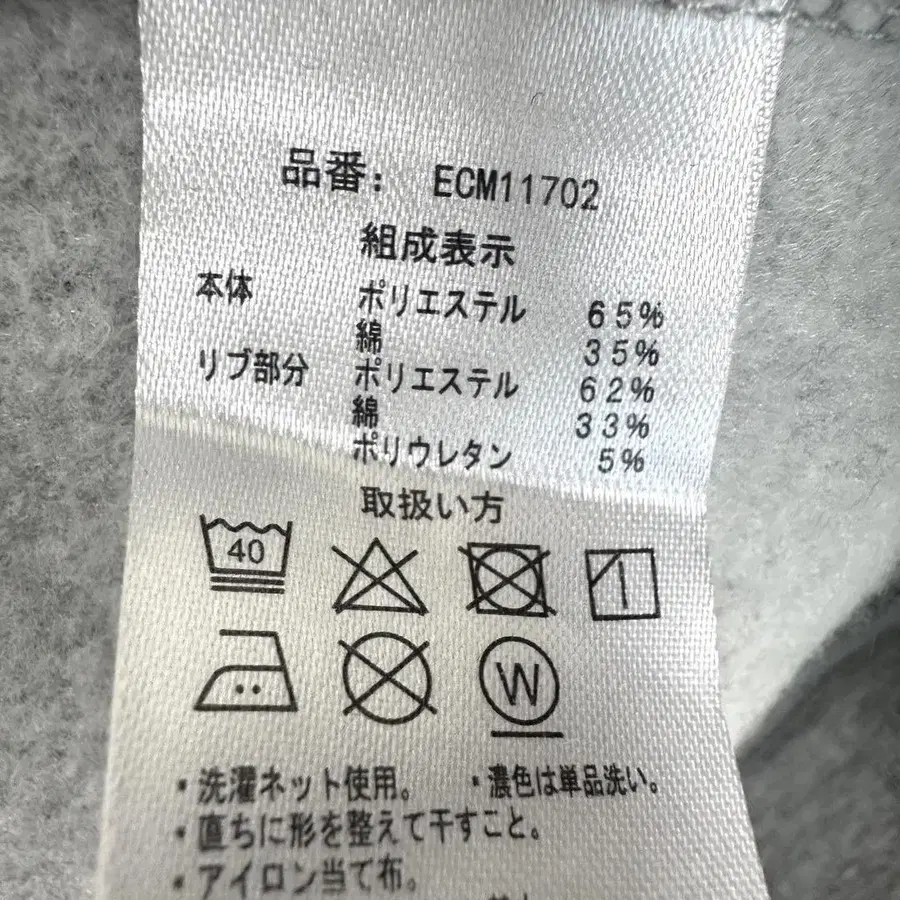 品番: ECM11702
組成表示
本体 ポリエステル 65%
綿 35%
リブ部分 ポリエステル 62%
綿 33%
ポリウレタン 5%
取扱い方
40
W
・洗濯ネット使用。 ・濃色は単品洗い。
・直ちに形を整えて干すこと。
・アイロン当て布。